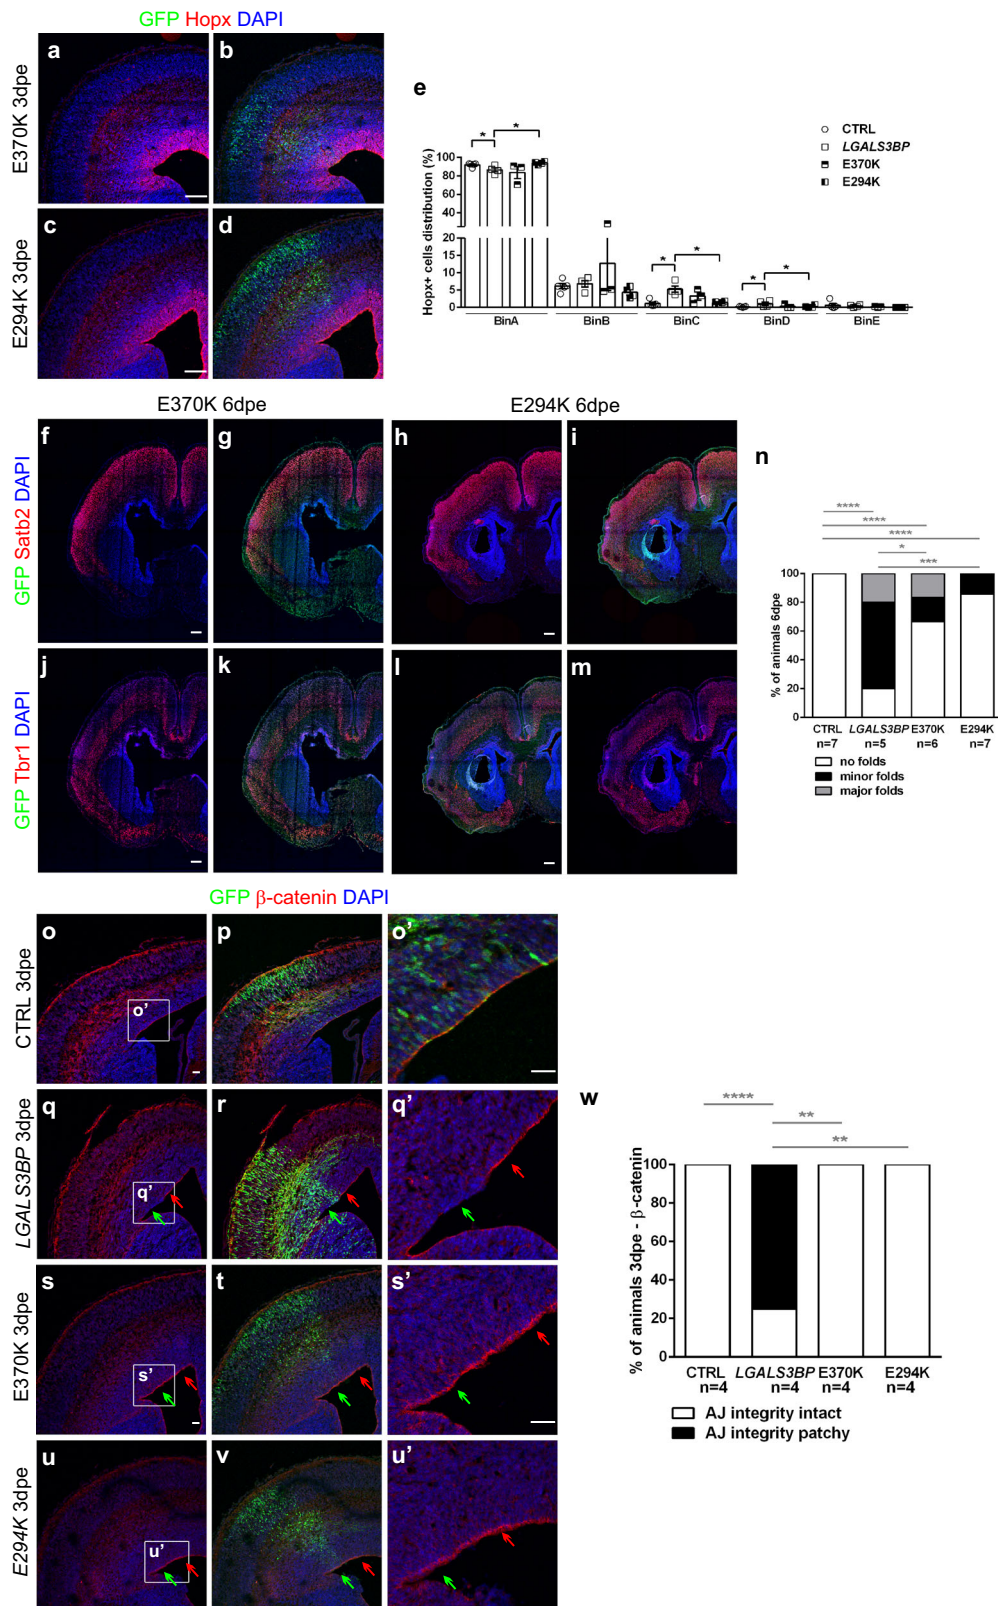 GFP Hopx DAPI
E370K 3dpe
a
b
E294K 3dpe
c
d
e
Hopx+ cells distribution (%)
100
80
60
40
20
20
15
10
5
0
*
*
*
*
*
*
BinA
BinB
BinC
BinD
BinE
CTRL
LGALS3BP
E370K
E294K
E370K 6dpe
E294K 6dpe
GFP Satb2 DAPI
f
g
h
i
GFP Tbr1 DAPI
j
k
l
m
n
****
****
****
*
***
% of animals 6dpe
100
80
60
40
20
0
CTRL LGALS3BP E370K E294K
n=7 n=5 n=6 n=7
no folds
minor folds
major folds
GFP β-catenin DAPI
CTRL 3dpe
o
o’
p
o’
LGALS3BP 3dpe
q
q’
r
q’
E370K 3dpe
s
s’
t
s’
E294K 3dpe
u
u’
v
u’
w
****
**
**
% of animals 3dpe - β-catenin
100
80
60
40
20
0
CTRL LGALS3BP E370K E294K
n=4 n=4 n=4 n=4
AJ integrity intact
AJ integrity patchy